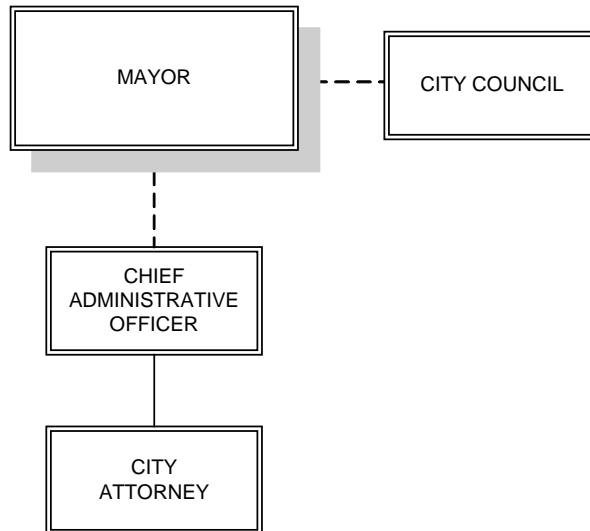 MAYOR
CITY COUNCIL
CHIEF
ADMINISTRATIVE
OFFICER
CITY
ATTORNEY